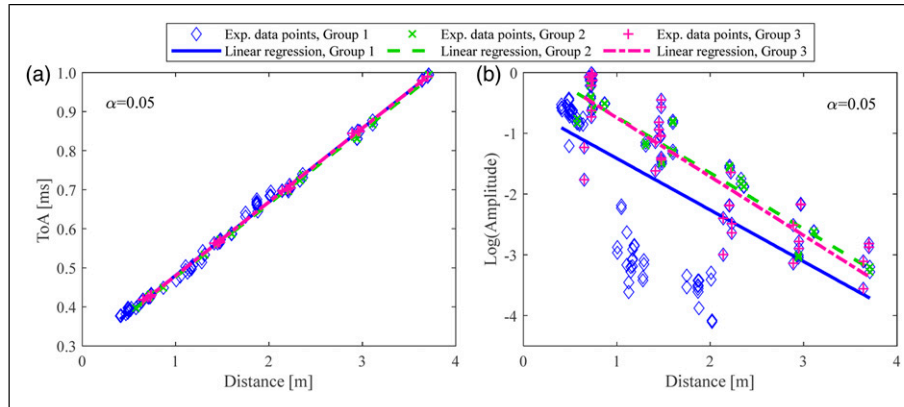 Exp. data points, Group 1 Exp. data points, Group 2 Exp. data points, Group 3
Linear regression, Group 1 Linear regression, Group 2 Linear regression, Group 3
(a)
α=0.05
1.0
0.9
0.8
0.7
0.6
0.5
0.4
0.3
ToA [ms]
0 1 2 3 4
Distance [m]
(b)
α=0.05
0
-1
-2
-3
-4
Log(Amplitude)
0 1 2 3 4
Distance [m]